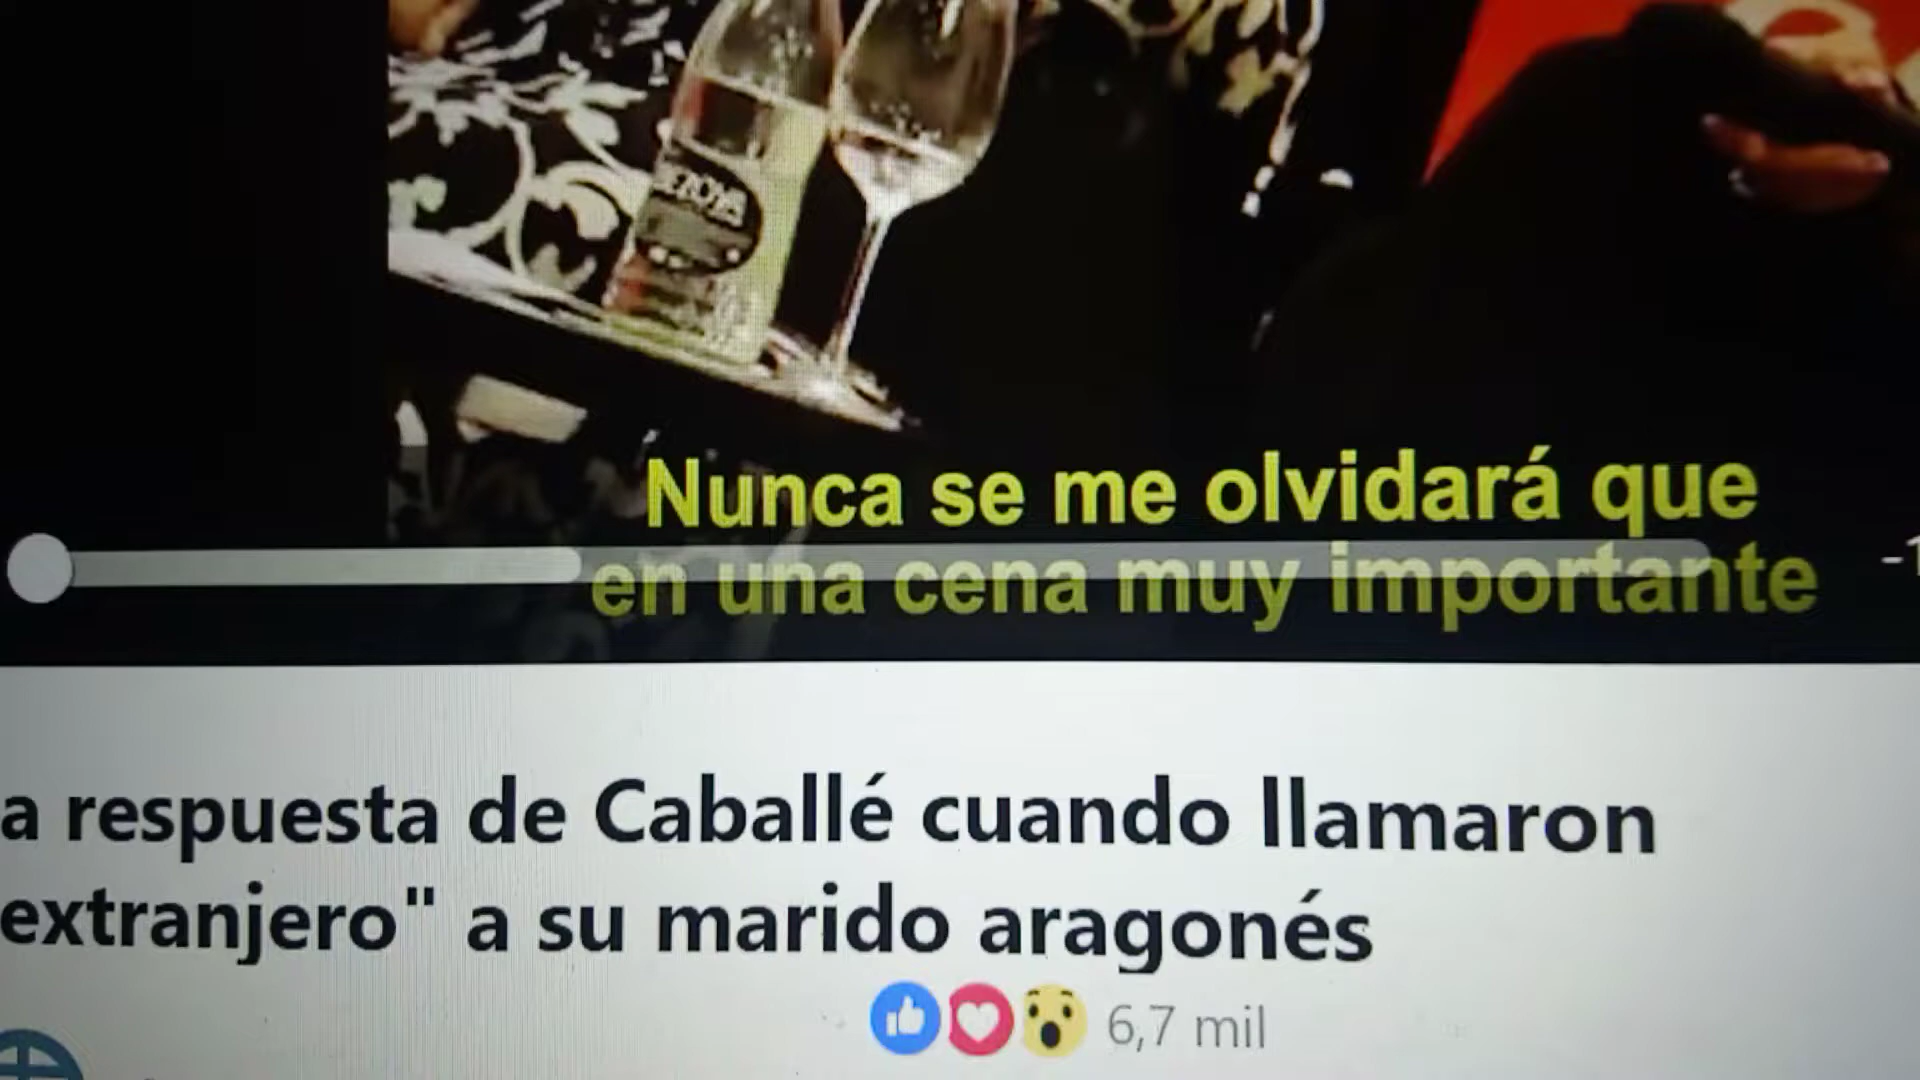 Nunca se me olvidará que
en una cena muy importante
-1
a respuesta de Caballé cuando llamaron
extranjero" a su marido aragonés
6,7 mil